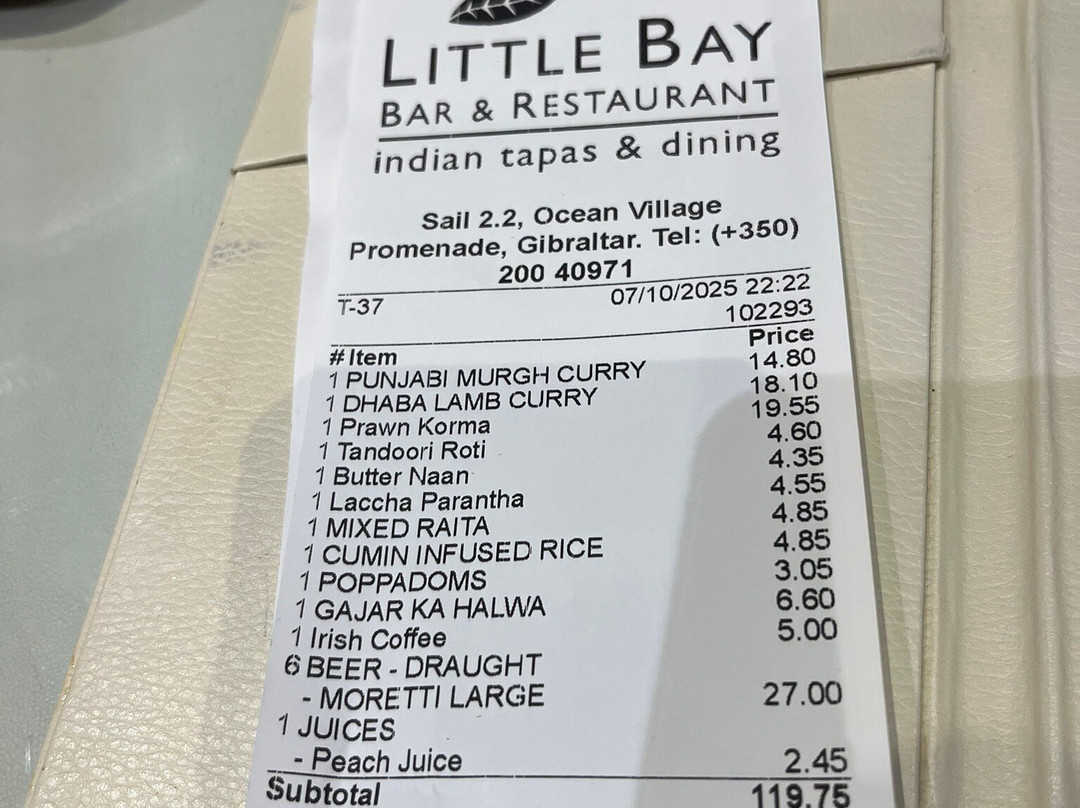 LITTLE BAY
BAR & RESTAURANT
indian tapas & dining
Sail 2.2, Ocean Village
Promenade, Gibraltar. Tel: (+350)
200 40971
T-37 07/10/2025 22:22
102293
# Item Price
1 PUNJABI MURGH CURRY 14.80
1 DHABA LAMB CURRY 18.10
1 Prawn Korma 19.55
1 Tandoori Roti 4.60
1 Butter Naan 4.35
1 Laccha Parantha 4.55
1 MIXED RAITA 4.85
1 CUMIN INFUSED RICE 4.85
1 POPPADOMS 3.05
1 GAJAR KA HALWA 6.60
1 Irish Coffee 5.00
6 BEER - DRAUGHT
- MORETTI LARGE 27.00
1 JUICES
- Peach Juice 2.45
Subtotal 119.75